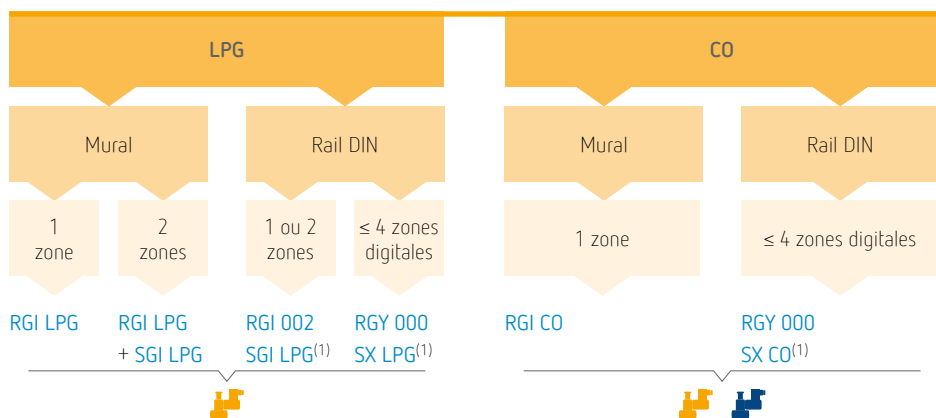 LPG
CO
Mural
Rail DIN
Mural
Rail DIN
1
zone
2
zones
1 ou 2
zones
≤ 4 zones
digitales
1 zone
≤ 4 zones digitales
RGI LPG
RGI LPG
+ SGI LPG
RGI 002
SGI LPG(1)
RGY 000
SX LPG(1)
RGI CO
RGY 000
SX CO(1)